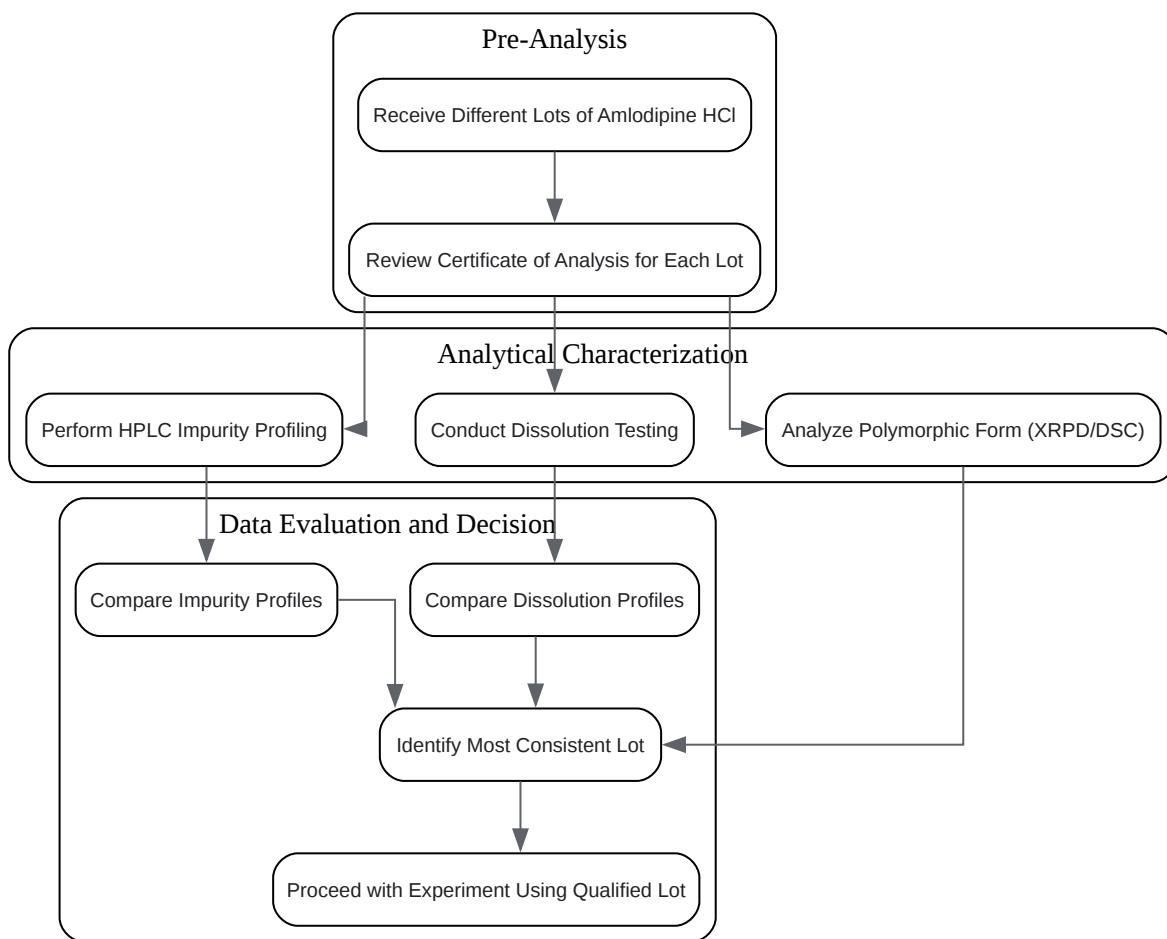 Pre-Analysis
Receive Different Lots of Amlodipine HCl
Review Certificate of Analysis for Each Lot
Analytical Characterization
Perform HPLC Impurity Profiling
Conduct Dissolution Testing
Analyze Polymorphic Form (XRPD/DSC)
Data Evaluation and Decision
Compare Impurity Profiles
Compare Dissolution Profiles
Identify Most Consistent Lot
Proceed with Experiment Using Qualified Lot